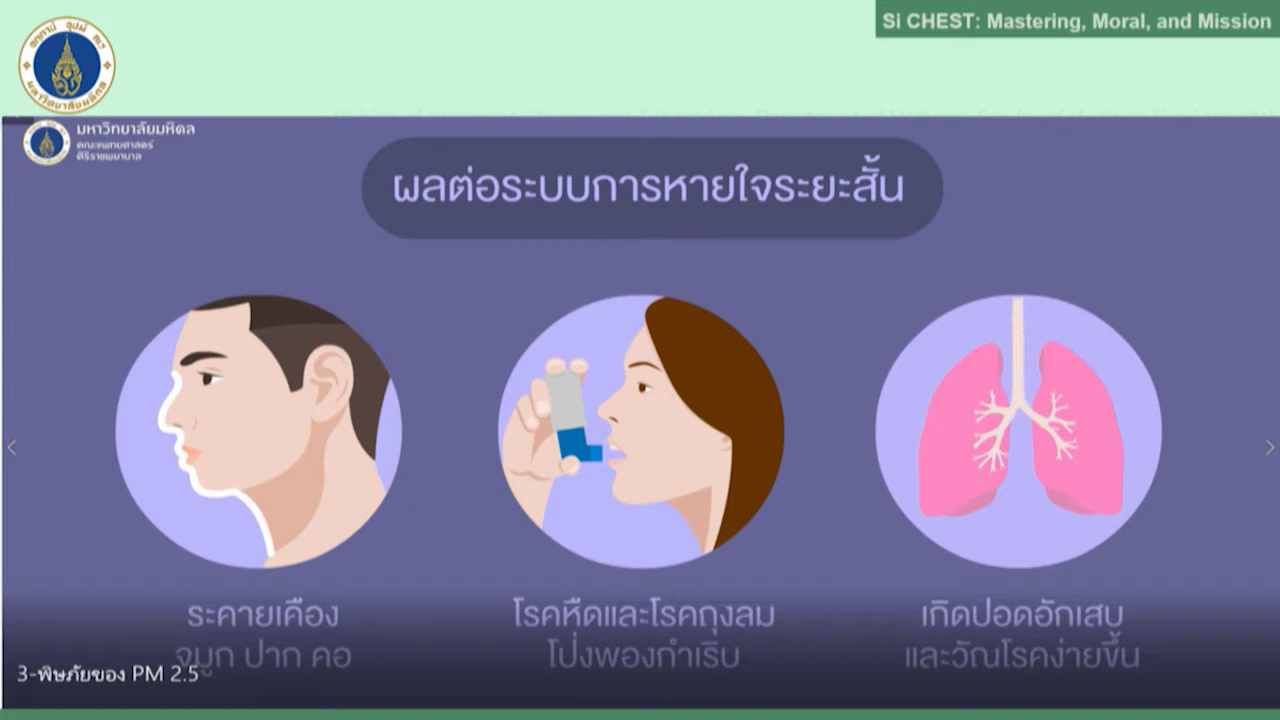 Si CHEST: Mastering, Moral, and Mission
มหาวิทยาลัยมหิดล
คณะแพทยศาสตร์
ศิริราชพยาบาล
ผลต่อระบบการหายใจระยะสั้น
ระคายเคือง
จมูก ปาก คอ
โรคหืดและโรคถุงลม
โป่งพองกำเริบ
เกิดปอดอักเสบ
และวัณโรคง่ายขึ้น
3-พิษภัยของ PM 2.5